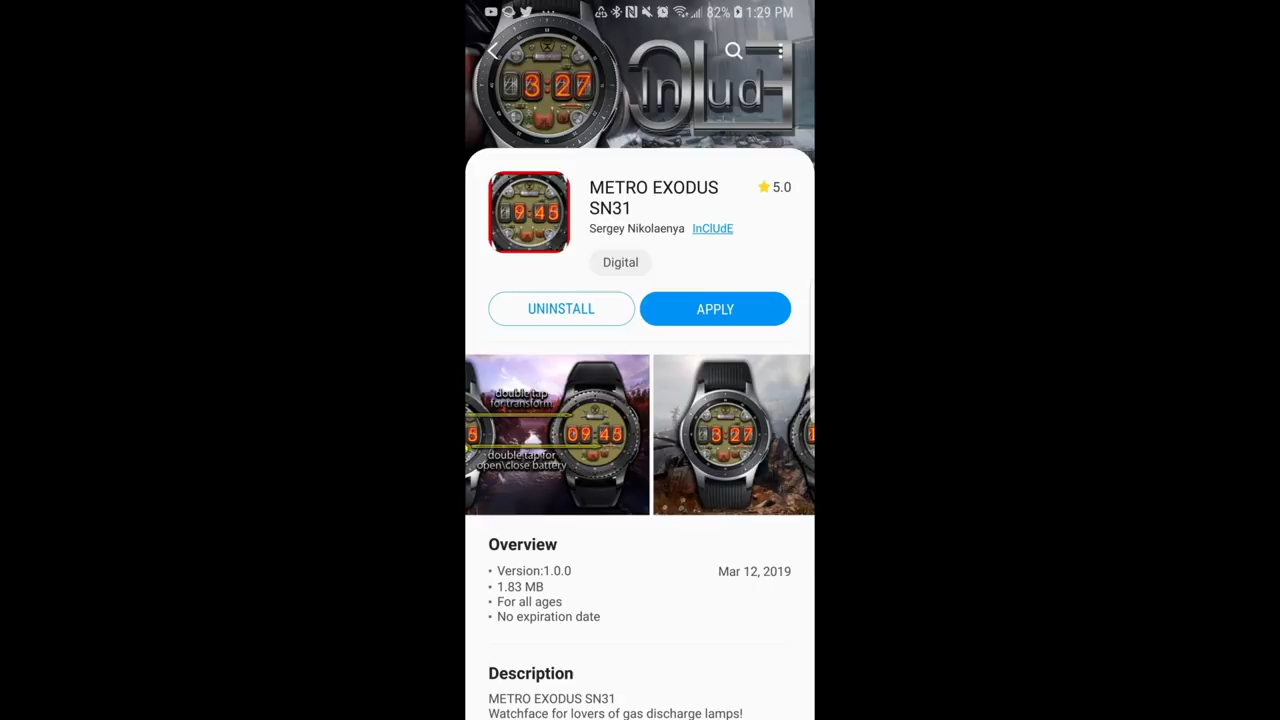 82% 1:29 PM
3:27
InClUdE
METRO EXODUS
SN31
5.0
9:45
Sergey Nikolaenya InClUdE
Digital
UNINSTALL
APPLY
double tap
for transform.
5
09:45
3:27
double tap for
open\close battery
Overview
• Version:1.0.0
Mar 12, 2019
• 1.83 MB
• For all ages
• No expiration date
Description
METRO EXODUS SN31
Watchface for lovers of gas discharge lamps!